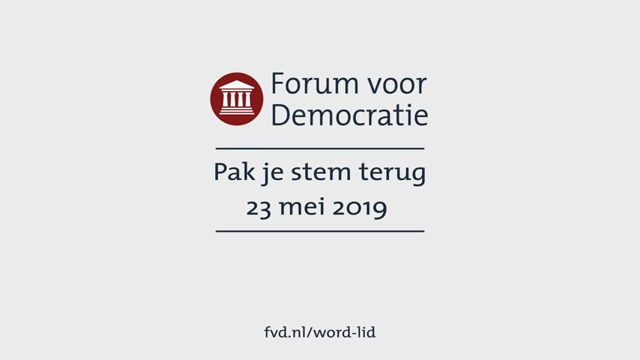 Forum voor
Democratie
Pak je stem terug
23 mei 2019
fvd.nl/word-lid